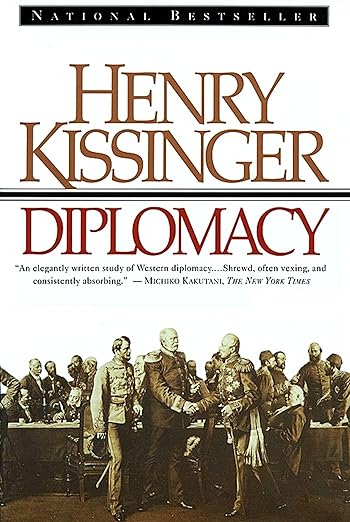 NATIONAL BESTSELLER
HENRY
KISSINGER
DIPLOMACY
"An elegantly written study of Western diplomacy....Shrewd, often vexing, and
consistently absorbing." — MICHIKO KAKUTANI, THE NEW YORK TIMES